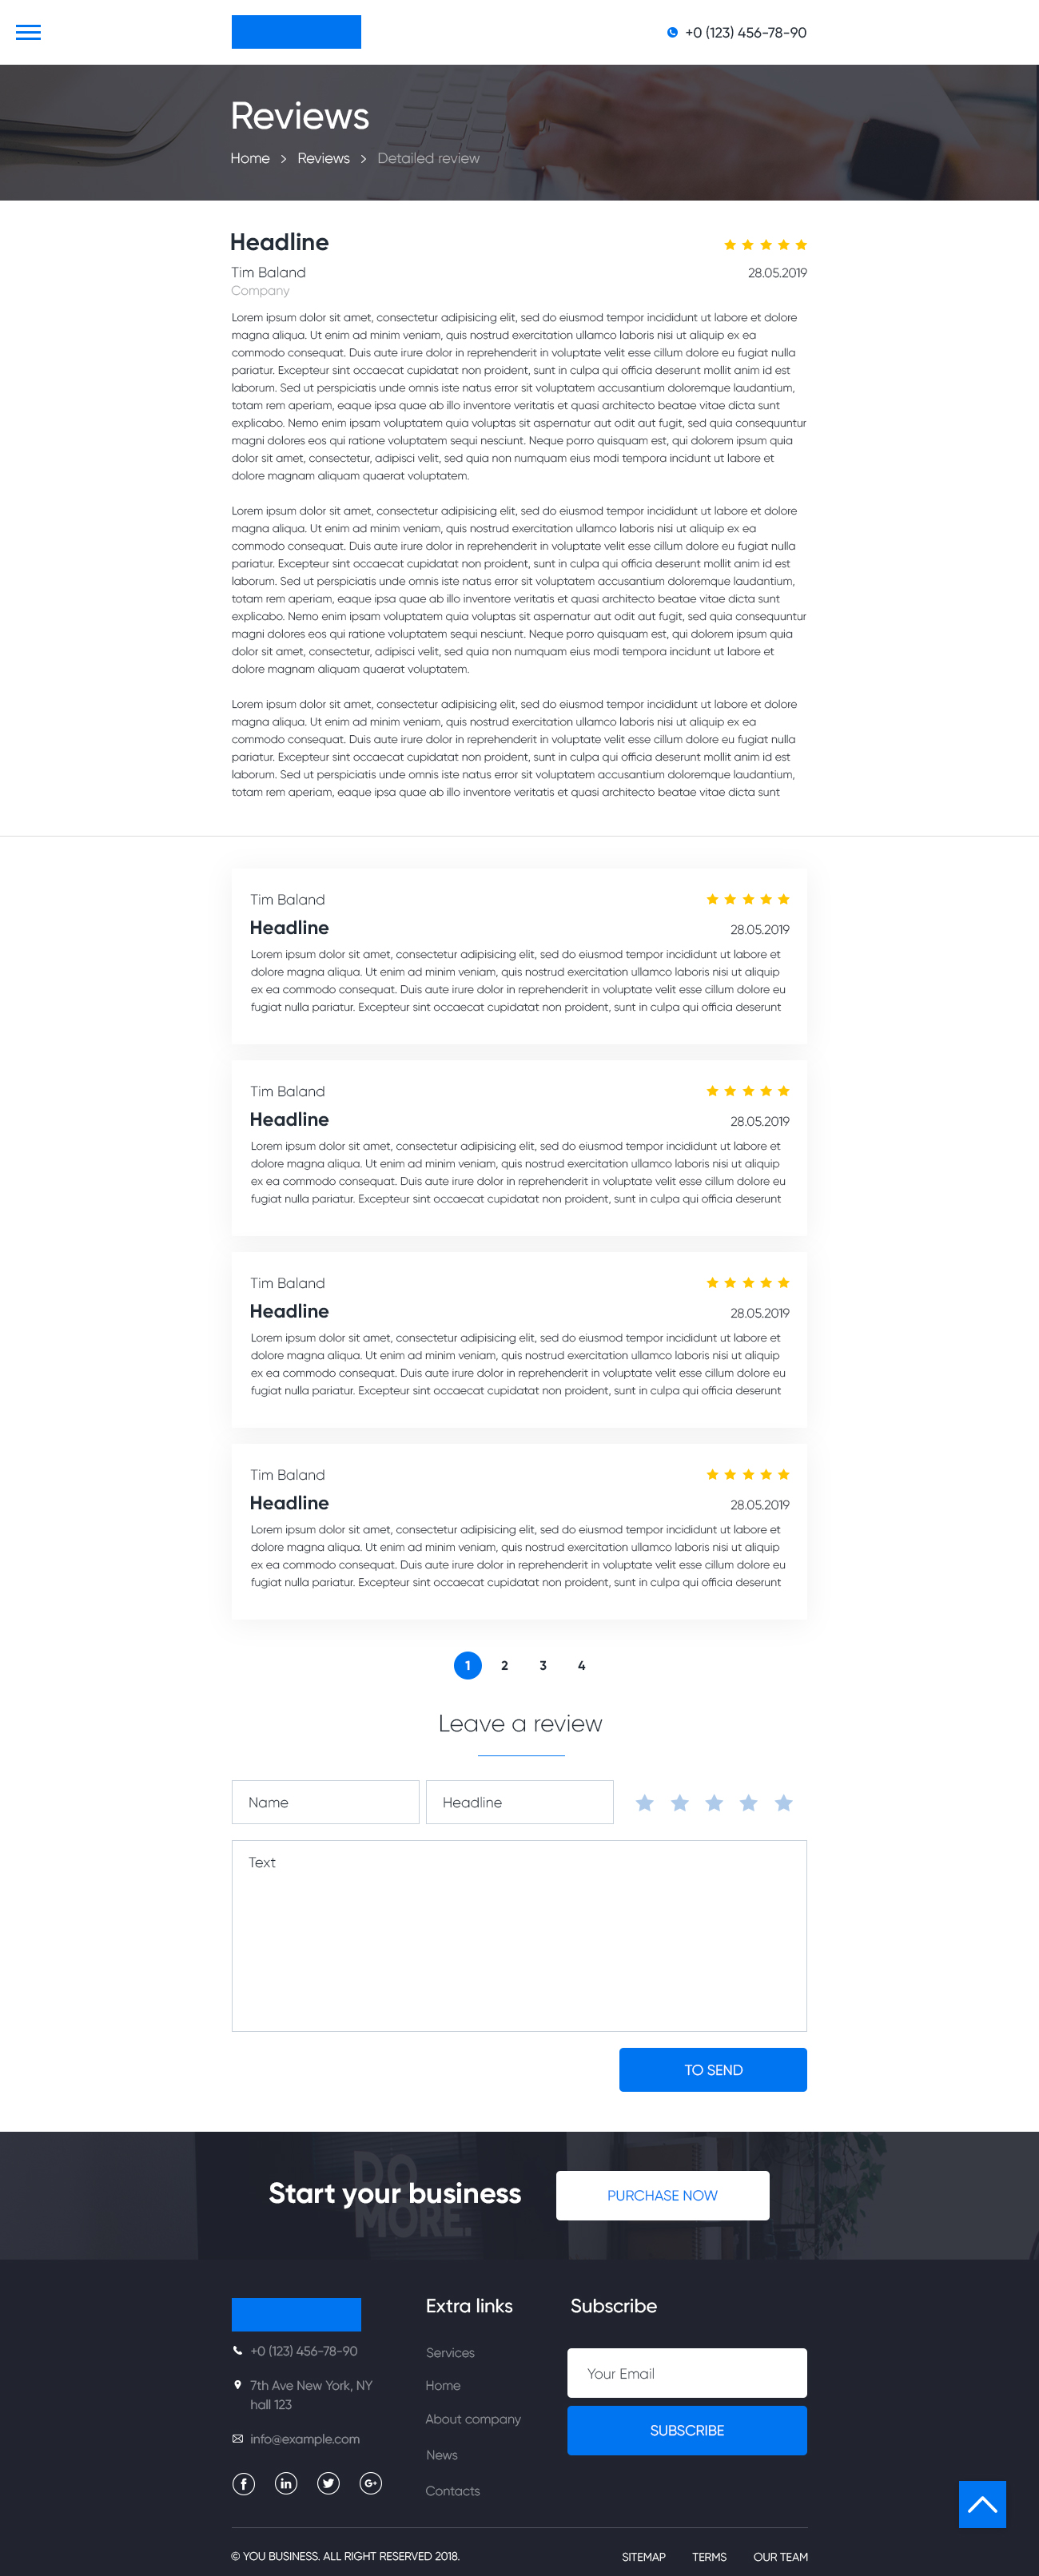 +0 (123) 456-78-90
Reviews
Home > Reviews > Detailed review
Headline
Tim Baland 28.05.2019
Company
Lorem ipsum dolor sit amet, consectetur adipisicing elit, sed do eiusmod tempor incididunt ut labore et dolore
magna aliqua. Ut enim ad minim veniam, quis nostrud exercitation ullamco laboris nisi ut aliquip ex ea
commodo consequat. Duis aute irure dolor in reprehenderit in voluptate velit esse cillum dolore eu fugiat nulla
pariatur. Excepteur sint occaecat cupidatat non proident, sunt in culpa qui officia deserunt mollit anim id est
laborum. Sed ut perspiciatis unde omnis iste natus error sit voluptatem accusantium doloremque laudantium,
totam rem aperiam, eaque ipsa quae ab illo inventore veritatis et quasi architecto beatae vitae dicta sunt
explicabo. Nemo enim ipsam voluptatem quia voluptas sit aspernatur aut odit aut fugit, sed quia consequuntur
magni dolores eos qui ratione voluptatem sequi nesciunt. Neque porro quisquam est, qui dolorem ipsum quia
dolor sit amet, consectetur, adipisci velit, sed quia non numquam eius modi tempora incidunt ut labore et
dolore magnam aliquam quaerat voluptatem.
Lorem ipsum dolor sit amet, consectetur adipisicing elit, sed do eiusmod tempor incididunt ut labore et dolore
magna aliqua. Ut enim ad minim veniam, quis nostrud exercitation ullamco laboris nisi ut aliquip ex ea
commodo consequat. Duis aute irure dolor in reprehenderit in voluptate velit esse cillum dolore eu fugiat nulla
pariatur. Excepteur sint occaecat cupidatat non proident, sunt in culpa qui officia deserunt mollit anim id est
laborum. Sed ut perspiciatis unde omnis iste natus error sit voluptatem accusantium doloremque laudantium,
totam rem aperiam, eaque ipsa quae ab illo inventore veritatis et quasi architecto beatae vitae dicta sunt
explicabo. Nemo enim ipsam voluptatem quia voluptas sit aspernatur aut odit aut fugit, sed quia consequuntur
magni dolores eos qui ratione voluptatem sequi nesciunt. Neque porro quisquam est, qui dolorem ipsum quia
dolor sit amet, consectetur, adipisci velit, sed quia non numquam eius modi tempora incidunt ut labore et
dolore magnam aliquam quaerat voluptatem.
Lorem ipsum dolor sit amet, consectetur adipisicing elit, sed do eiusmod tempor incididunt ut labore et dolore
magna aliqua. Ut enim ad minim veniam, quis nostrud exercitation ullamco laboris nisi ut aliquip ex ea
commodo consequat. Duis aute irure dolor in reprehenderit in voluptate velit esse cillum dolore eu fugiat nulla
pariatur. Excepteur sint occaecat cupidatat non proident, sunt in culpa qui officia deserunt mollit anim id est
laborum. Sed ut perspiciatis unde omnis iste natus error sit voluptatem accusantium doloremque laudantium,
totam rem aperiam, eaque ipsa quae ab illo inventore veritatis et quasi architecto beatae vitae dicta sunt
Tim Baland
Headline 28.05.2019
Lorem ipsum dolor sit amet, consectetur adipisicing elit, sed do eiusmod tempor incididunt ut labore et
dolore magna aliqua. Ut enim ad minim veniam, quis nostrud exercitation ullamco laboris nisi ut aliquip
ex ea commodo consequat. Duis aute irure dolor in reprehenderit in voluptate velit esse cillum dolore eu
fugiat nulla pariatur. Excepteur sint occaecat cupidatat non proident, sunt in culpa qui officia deserunt
Tim Baland
Headline 28.05.2019
Lorem ipsum dolor sit amet, consectetur adipisicing elit, sed do eiusmod tempor incididunt ut labore et
dolore magna aliqua. Ut enim ad minim veniam, quis nostrud exercitation ullamco laboris nisi ut aliquip
ex ea commodo consequat. Duis aute irure dolor in reprehenderit in voluptate velit esse cillum dolore eu
fugiat nulla pariatur. Excepteur sint occaecat cupidatat non proident, sunt in culpa qui officia deserunt
Tim Baland
Headline 28.05.2019
Lorem ipsum dolor sit amet, consectetur adipisicing elit, sed do eiusmod tempor incididunt ut labore et
dolore magna aliqua. Ut enim ad minim veniam, quis nostrud exercitation ullamco laboris nisi ut aliquip
ex ea commodo consequat. Duis aute irure dolor in reprehenderit in voluptate velit esse cillum dolore eu
fugiat nulla pariatur. Excepteur sint occaecat cupidatat non proident, sunt in culpa qui officia deserunt
Tim Baland
Headline 28.05.2019
Lorem ipsum dolor sit amet, consectetur adipisicing elit, sed do eiusmod tempor incididunt ut labore et
dolore magna aliqua. Ut enim ad minim veniam, quis nostrud exercitation ullamco laboris nisi ut aliquip
ex ea commodo consequat. Duis aute irure dolor in reprehenderit in voluptate velit esse cillum dolore eu
fugiat nulla pariatur. Excepteur sint occaecat cupidatat non proident, sunt in culpa qui officia deserunt
1 2 3 4
Leave a review
Name Headline
Text
TO SEND
DO
MORE.
Start your business PURCHASE NOW
+0 (123) 456-78-90
7th Ave New York, NY
hall 123
info@example.com
f in G+
Extra links
Services
Home
About company
News
Contacts
Subscribe
Your Email
SUBSCRIBE
© YOU BUSINESS. ALL RIGHT RESERVED 2018. SITEMAP TERMS OUR TEAM